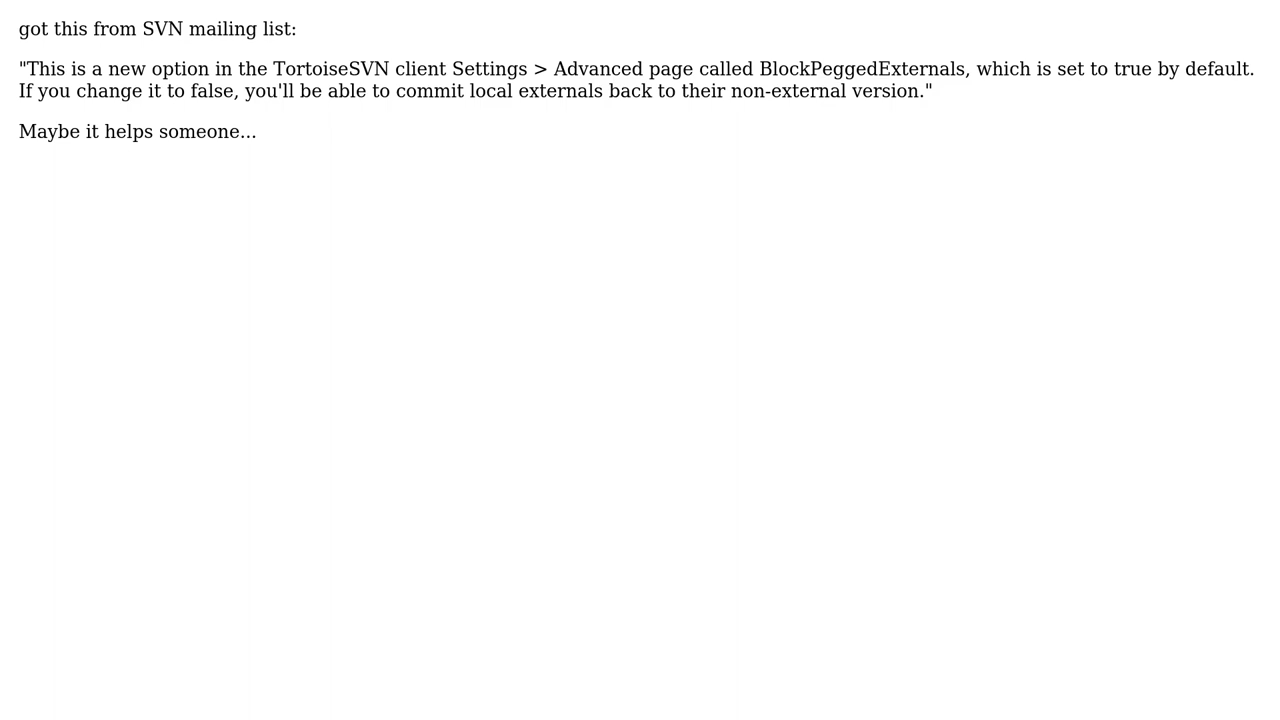 got this from SVN mailing list:
"This is a new option in the TortoiseSVN client Settings > Advanced page called BlockPeggedExternals, which is set to true by default.
If you change it to false, you'll be able to commit local externals back to their non-external version."
Maybe it helps someone...